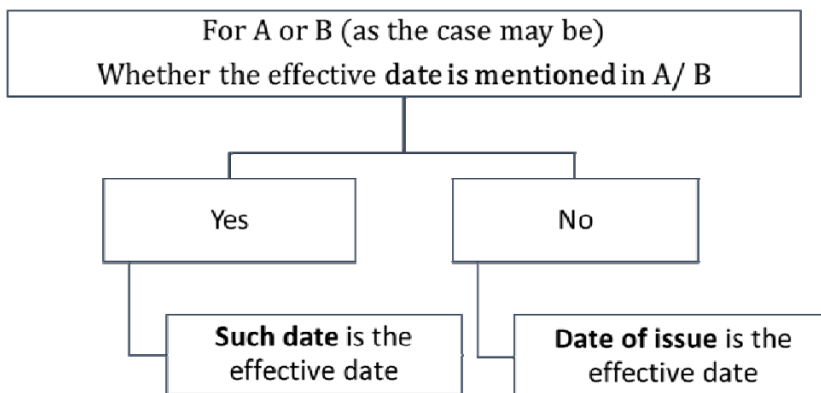 For A or B (as the case may be)
Whether the effective date is mentioned in A/ B
Yes
No
Such date is the
effective date
Date of issue is the
effective date